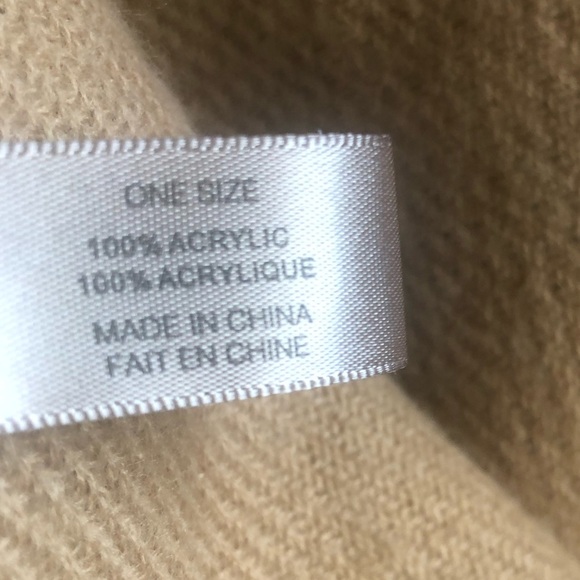 ONE SIZE
100% ACRYLIC
100% ACRYLIQUE
MADE IN CHINA
FAIT EN CHINE